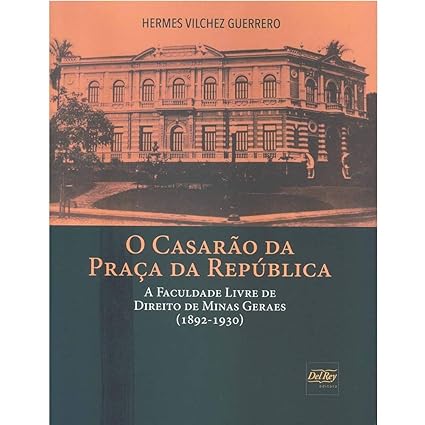 HERMES VILCHEZ GUERRERO
O CASARÃO DA
PRAÇA DA REPÚBLICA
A FACULDADE LIVRE DE
DIREITO DE MINAS GERAES
(1892-1930)
Del Rey
editora